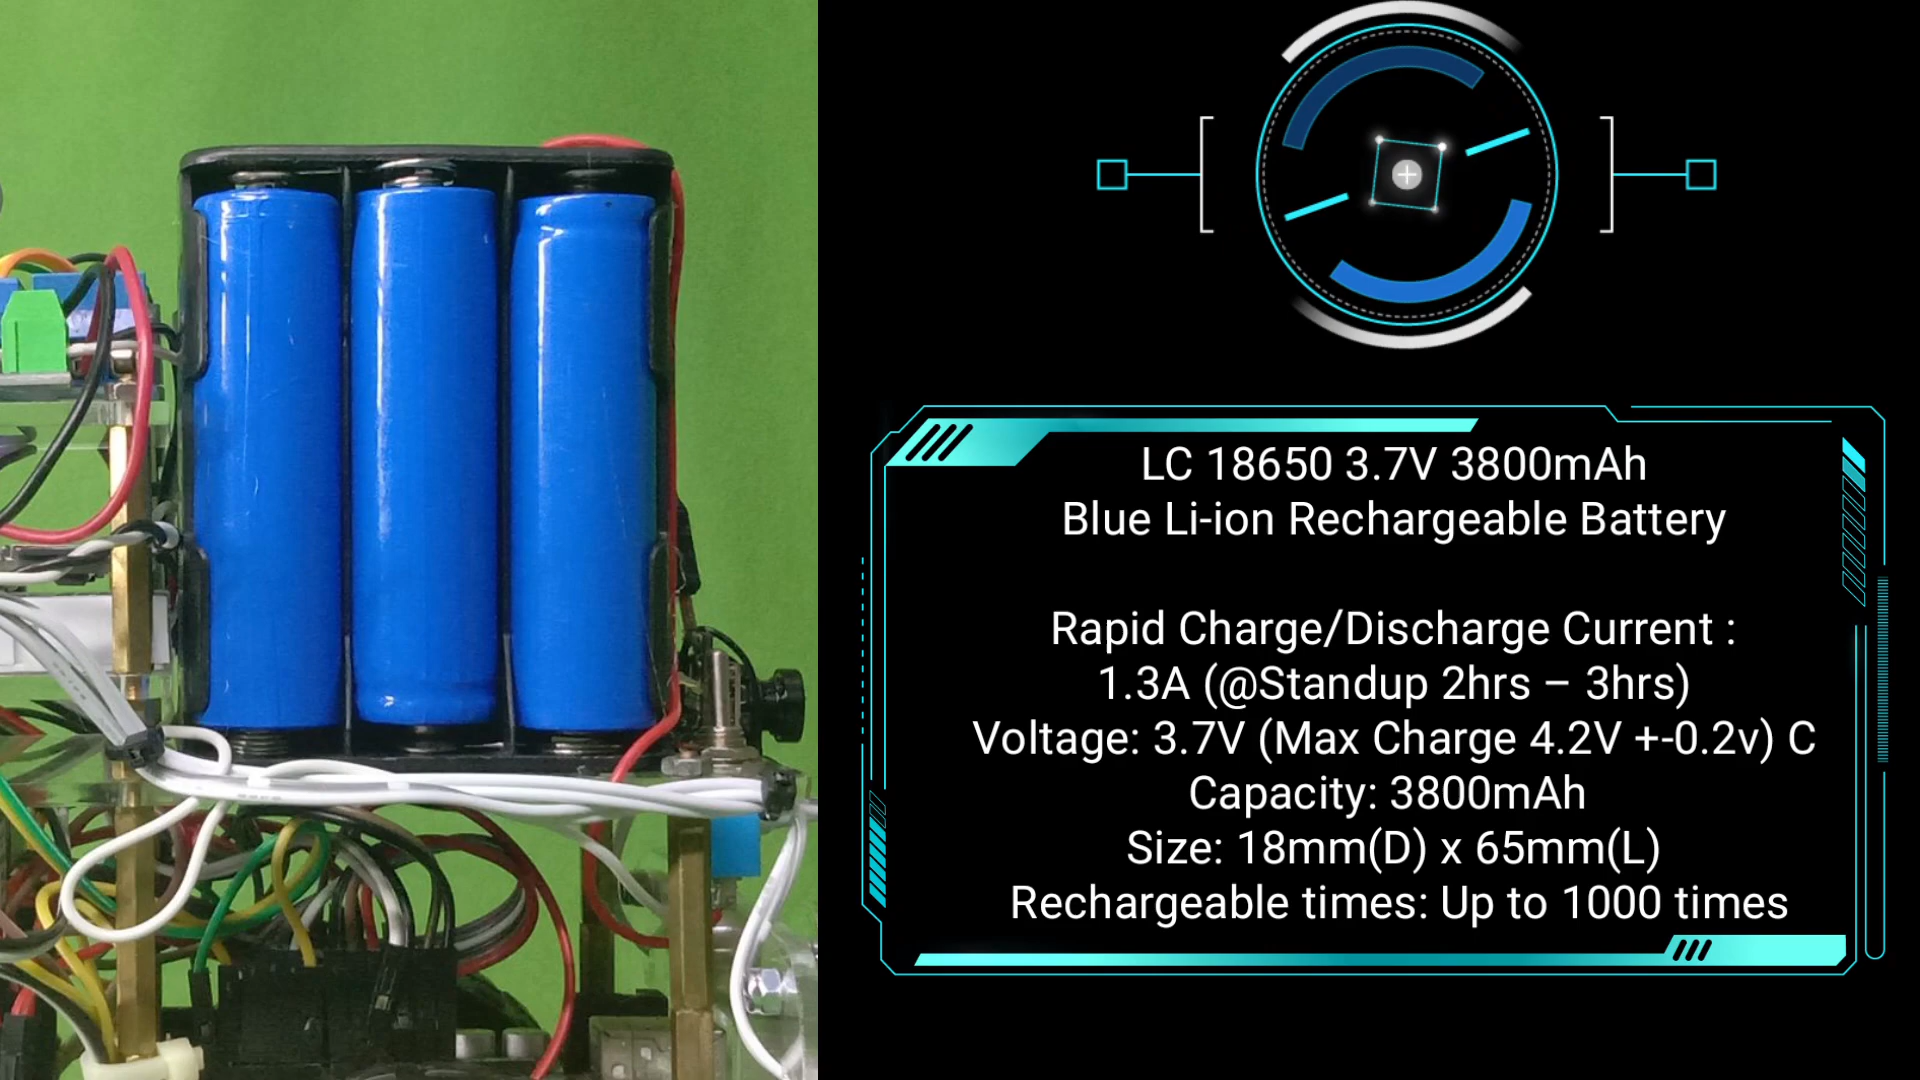 LC 18650 3.7V 3800mAh
Blue Li-ion Rechargeable Battery
Rapid Charge/Discharge Current :
1.3A (@Standup 2hrs – 3hrs)
Voltage: 3.7V (Max Charge 4.2V +-0.2v) C
Capacity: 3800mAh
Size: 18mm(D) x 65mm(L)
Rechargeable times: Up to 1000 times